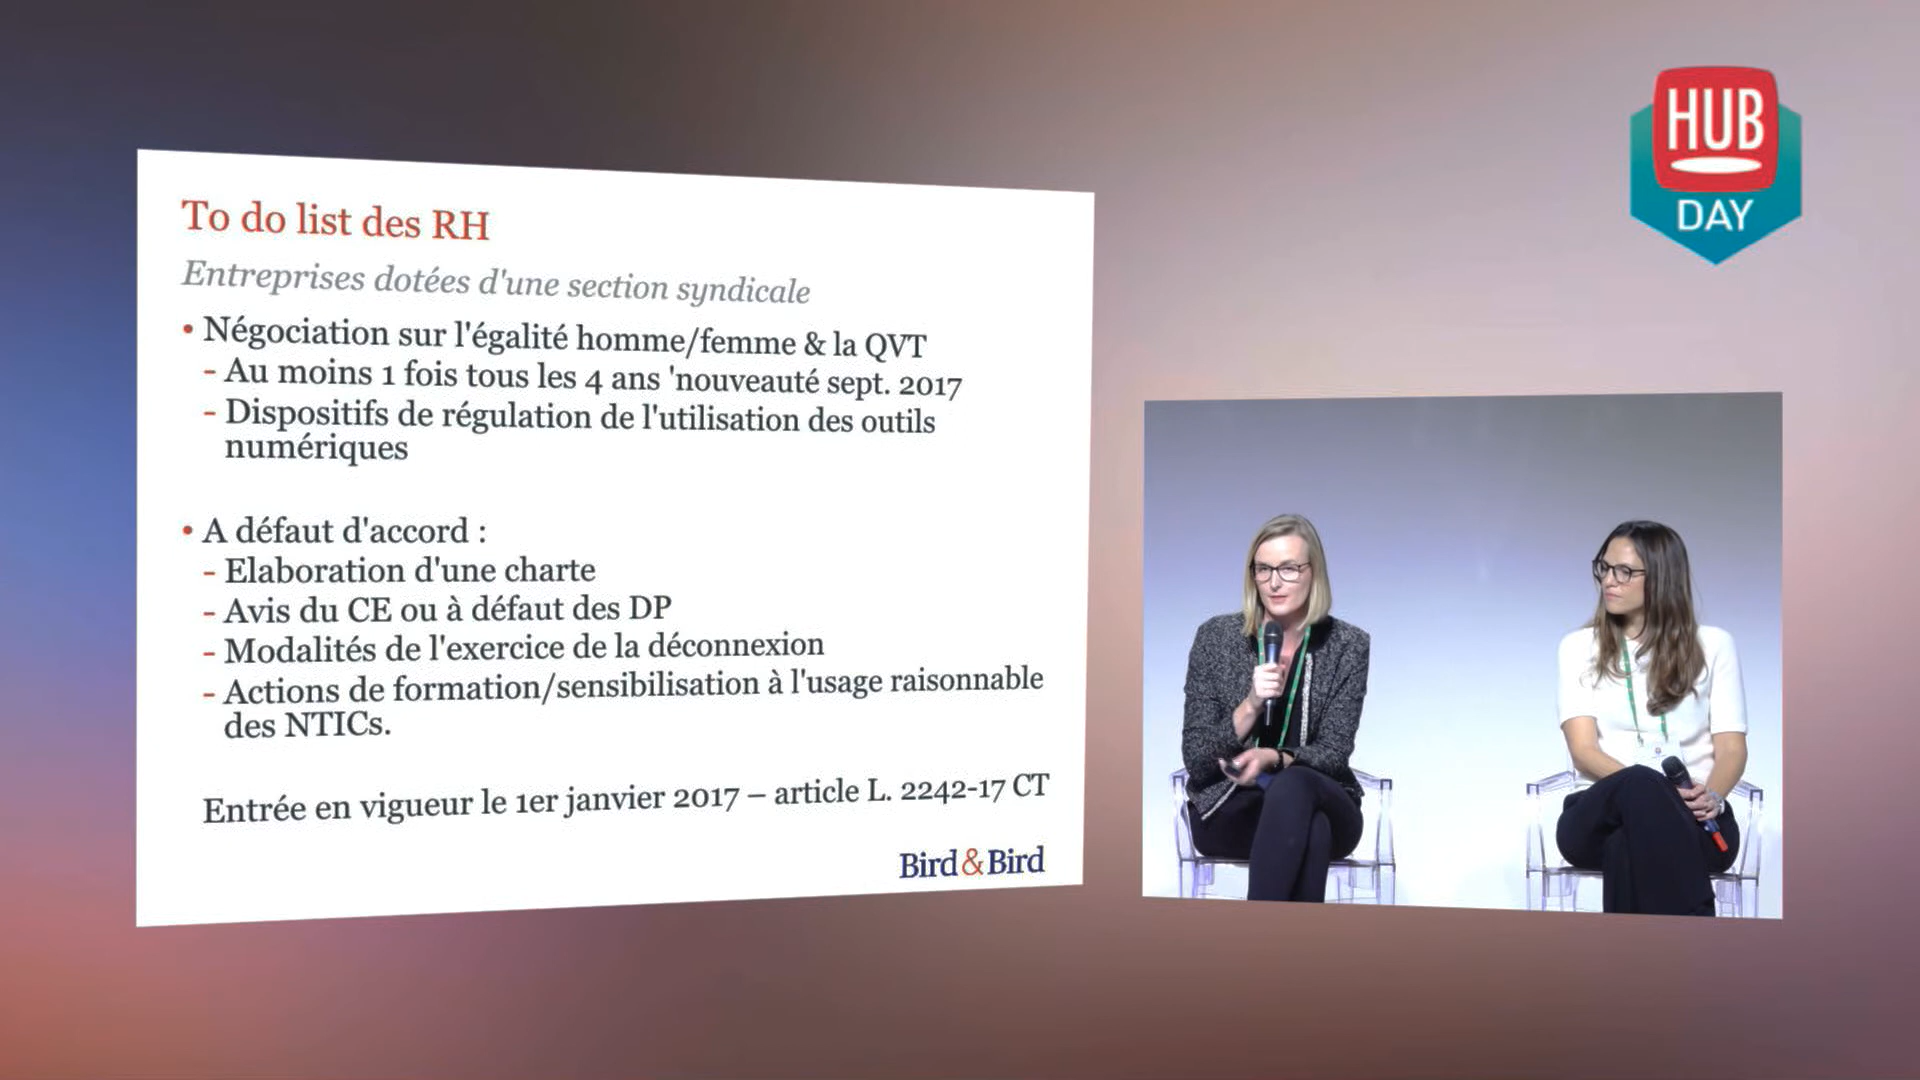 To do list des RH
Entreprises dotées d'une section syndicale
• Négociation sur l'égalité homme/femme & la QVT
- Au moins 1 fois tous les 4 ans 'nouveauté sept. 2017
- Dispositifs de régulation de l'utilisation des outils
numériques
• A défaut d'accord :
- Elaboration d'une charte
- Avis du CE ou à défaut des DP
- Modalités de l'exercice de la déconnexion
- Actions de formation/sensibilisation à l'usage raisonnable
des NTICs.
Entrée en vigueur le 1er janvier 2017 – article L. 2242-17 CT
Bird & Bird
HUB
DAY